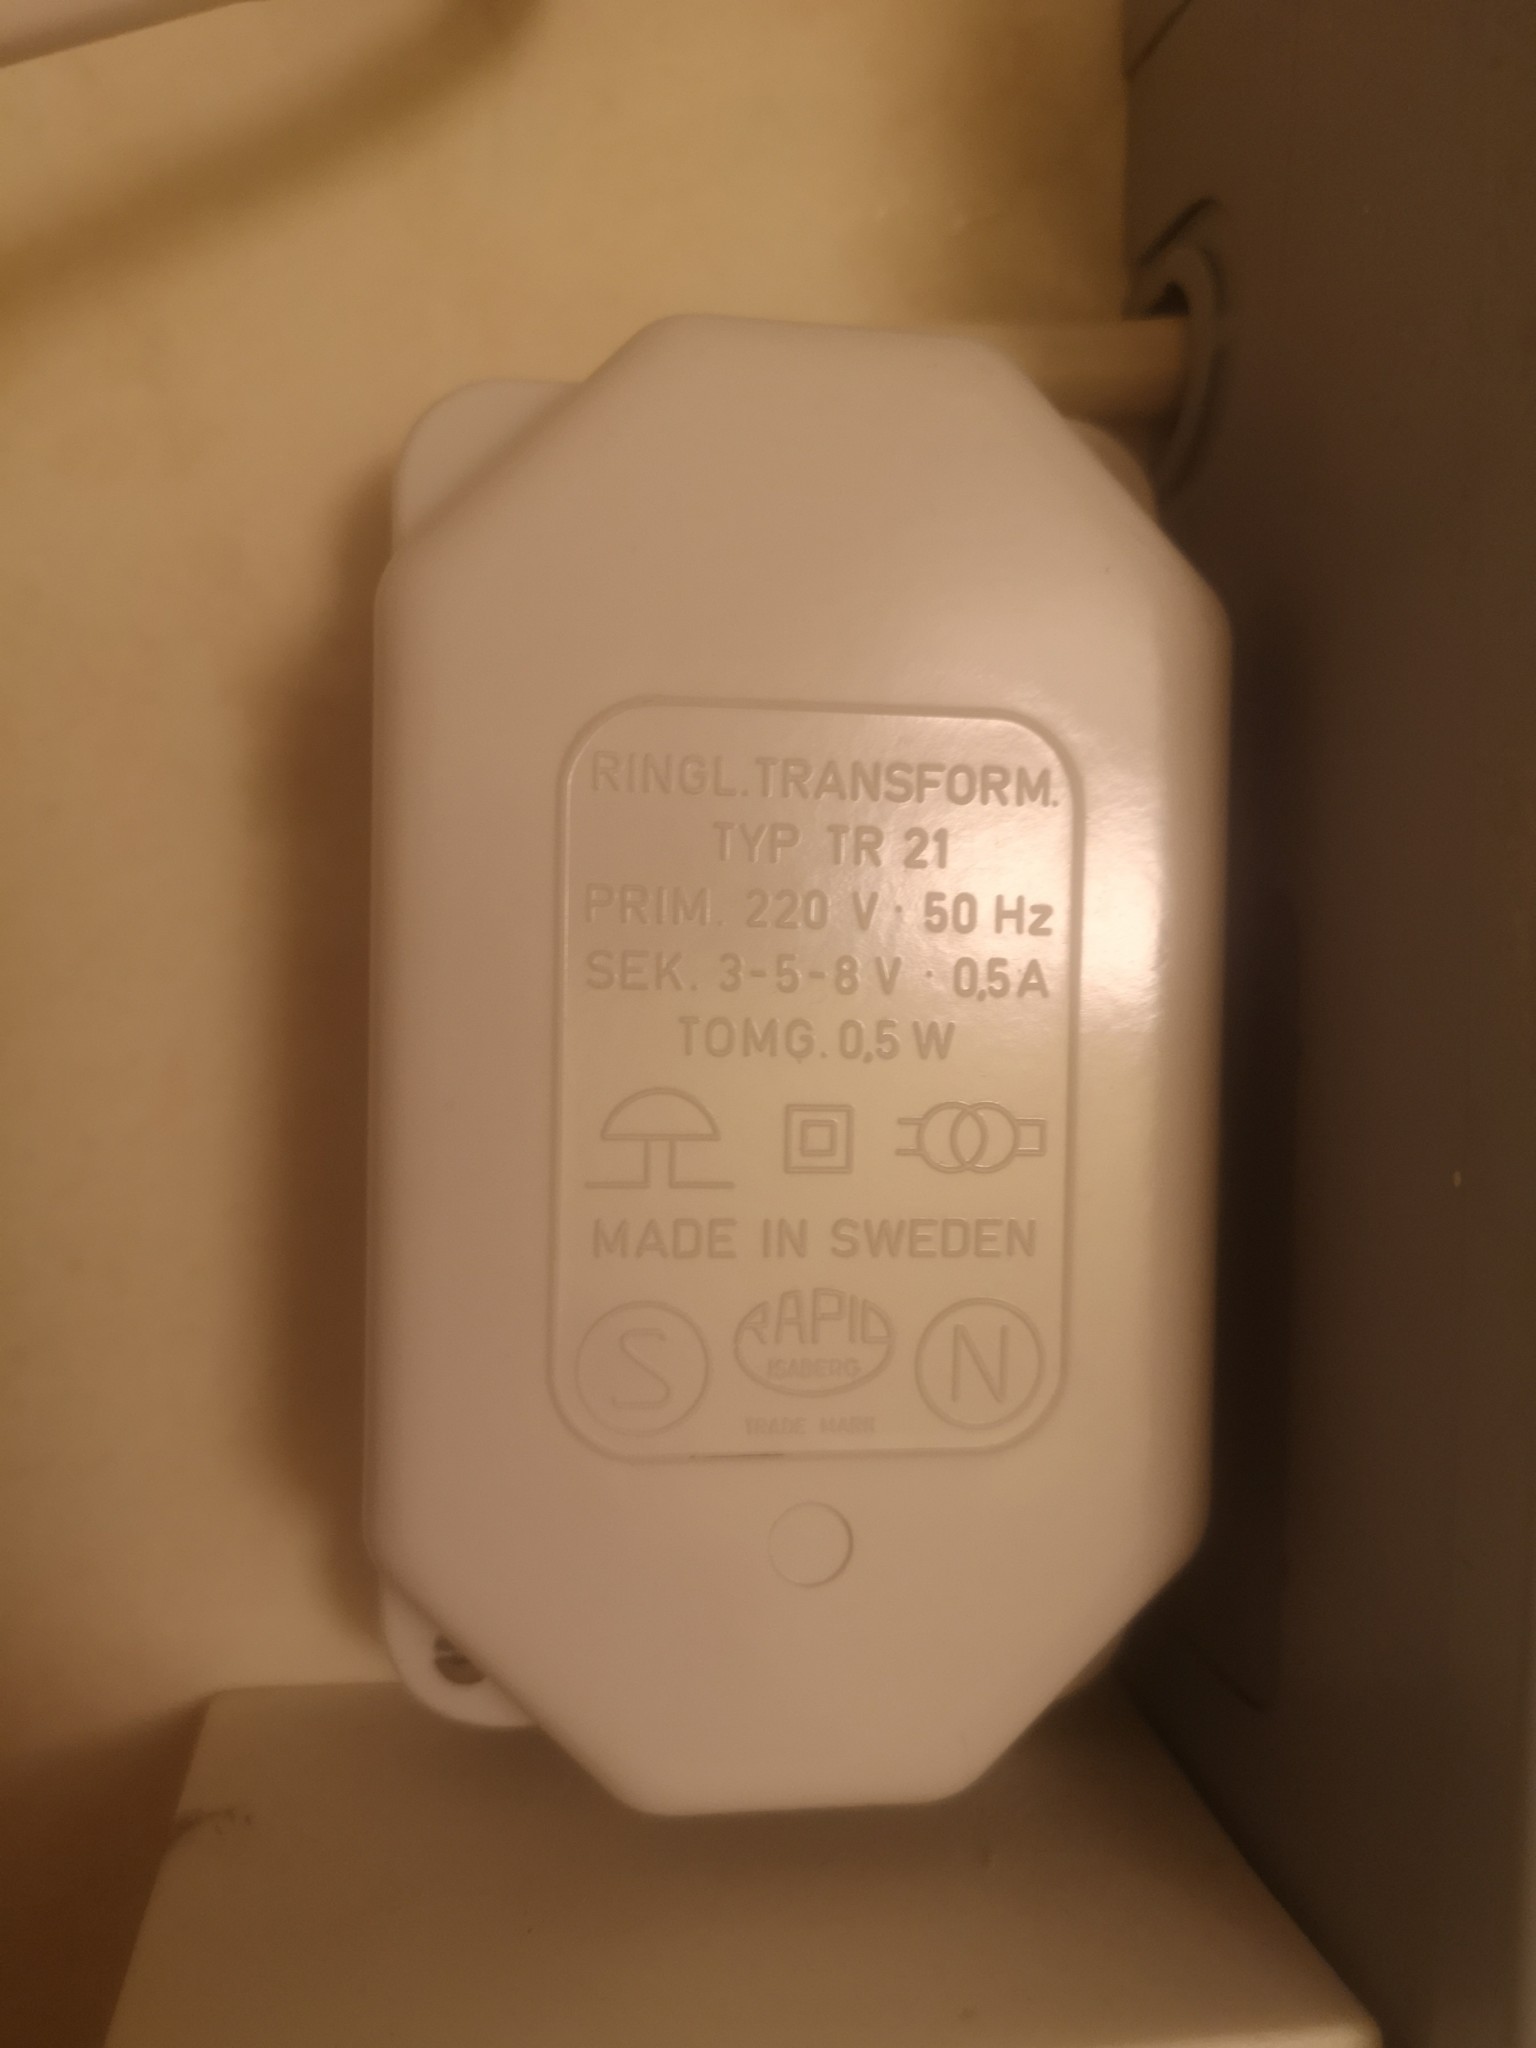 RINGL.TRANSFORM.
TYP TR 21
PRIM. 220 V · 50 Hz
SEK. 3-5-8 V · 0,5 A
TOMG. 0,5 W
MADE IN SWEDEN
S RAPID N
ISABERG
TRADE MARK